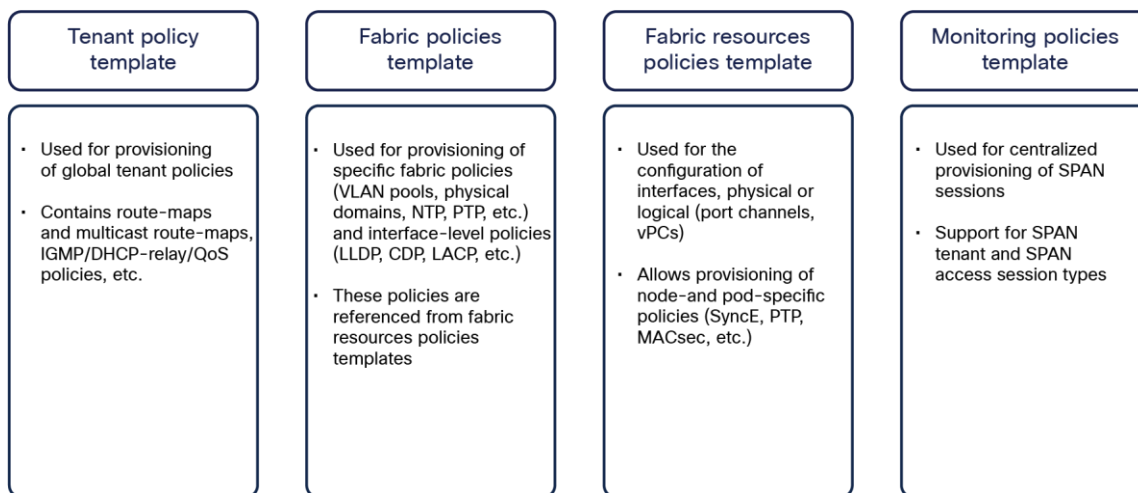 Tenant policy
template
• Used for provisioning
of global tenant policies
• Contains route-maps
and multicast route-maps,
IGMP/DHCP-relay/QoS
policies, etc.
Fabric policies
template
• Used for provisioning of
specific fabric policies
(VLAN pools, physical
domains, NTP, PTP, etc.)
and interface-level policies
(LLDP, CDP, LACP, etc.)
• These policies are
referenced from fabric
resources policies
templates
Fabric resources
policies template
• Used for the
configuration of
interfaces, physical or
logical (port channels,
vPCs)
• Allows provisioning of
node-and pod-specific
policies (SyncE, PTP,
MACsec, etc.)
Monitoring policies
template
• Used for centralized
provisioning of SPAN
sessions
• Support for SPAN
tenant and SPAN
access session types